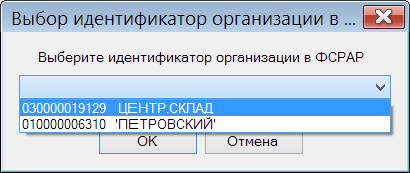 Выбор идентификатор организации в ...
Выберите идентификатор организации в ФСРАР
030000019129 ЦЕНТР.СКЛАД
010000006310 'ПЕТРОВСКИЙ'
OK Отмена